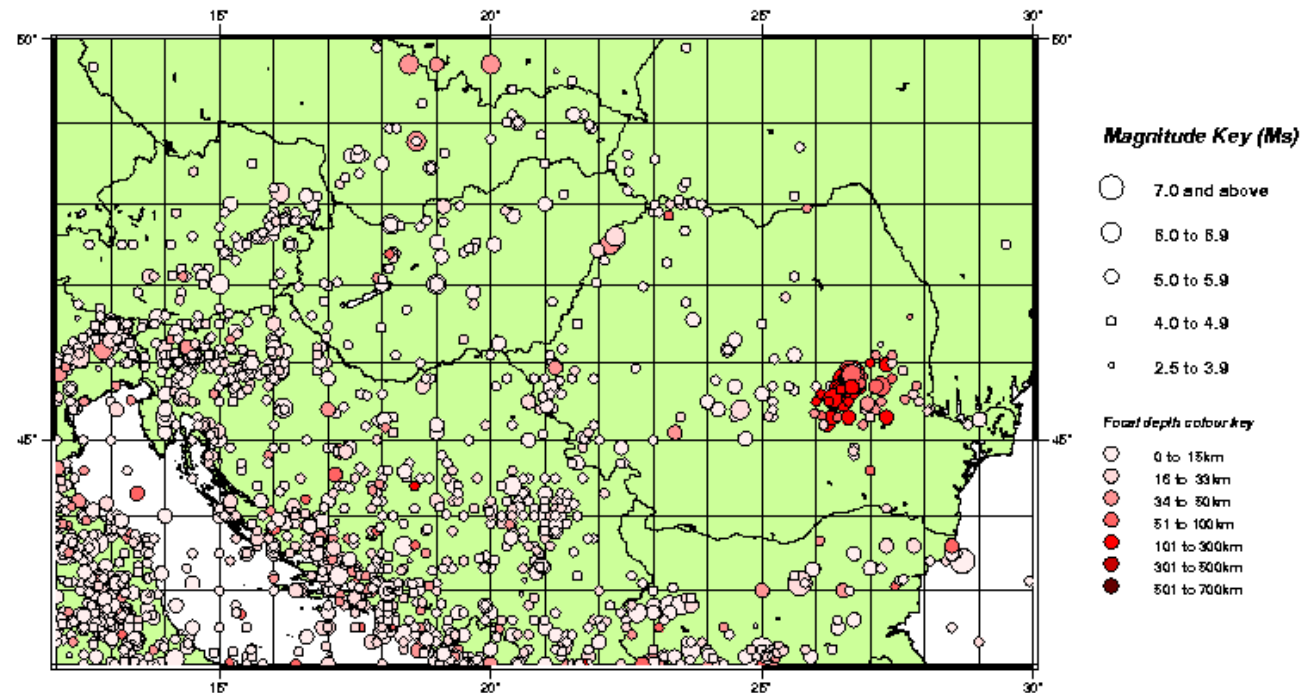 15° 20° 25° 30°
50° 50°
Magnitude Key (Ms)
7.0 and above
6.0 to 6.9
5.0 to 5.9
4.0 to 4.9
2.5 to 3.9
Focal depth colour key
45° 45°
0 to 15km
16 to 33km
34 to 50km
51 to 100km
101 to 300km
301 to 500km
501 to 700km
15° 20° 25° 30°